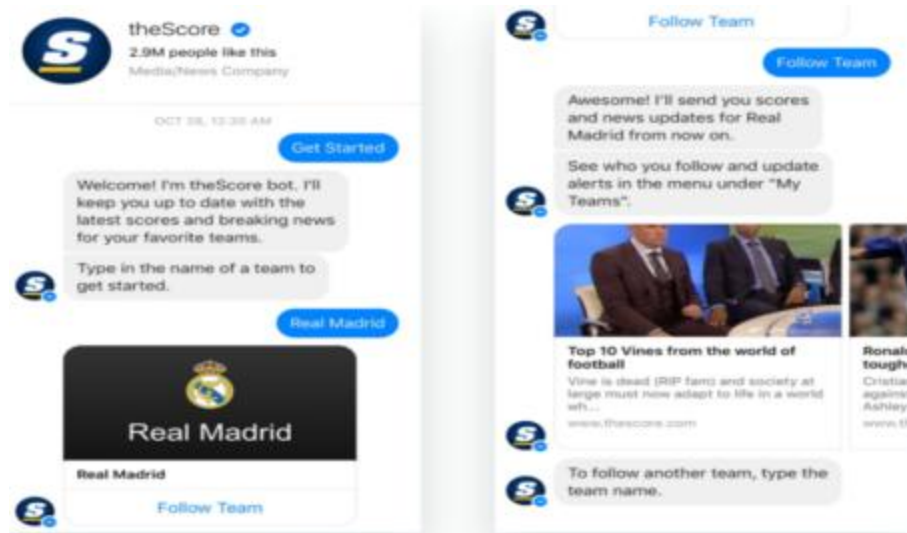 theScore
2.9M people like this
Media/News Company
OCT 28, 12:30 AM
Get Started
Welcome! I'm theScore bot. I'll
keep you up to date with the
latest scores and breaking news
for your favorite teams.
Type in the name of a team to
get started.
Real Madrid
Real Madrid
Real Madrid
Follow Team
Follow Team
Follow Team
Awesome! I'll send you scores
and news updates for Real
Madrid from now on.
See who you follow and update
alerts in the menu under "My
Teams".
Top 10 Vines from the world of
football
Vine is dead (RIP fam) and society at
large must now adapt to life in a world
wh...
www.thescore.com
Ronal
tough
Cristia
agains
Ashley
www.th
To follow another team, type the
team name.